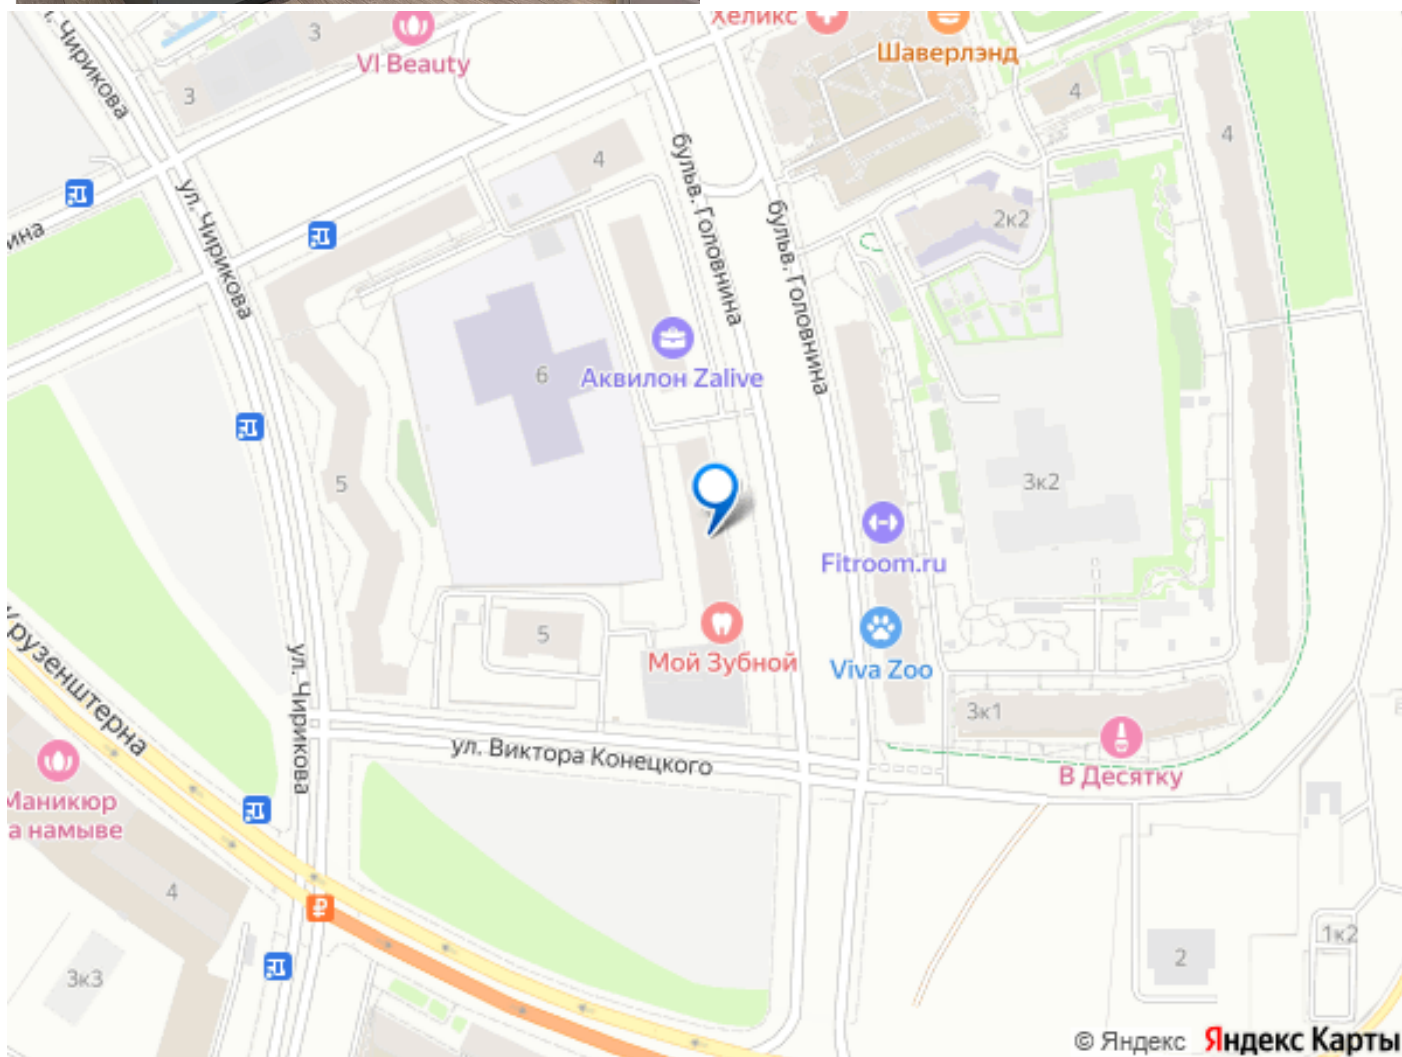 Хеликс
Шаверлэнд
VI Beauty
3
3
ул. Чирикова
4
4
4
бульв. Головнина
бульв. Головнина
ул. Чирикова
2к2
6
Аквилон Zalive
5
3к2
Fitroom.ru
5
Мой Зубной
Viva Zoo
3к1
ул. Чирикова
ул. Виктора Конецкого
В Десятку
Маникюр
а намыве
4
3к3
₽
2
1к2
© Яндекс Яндекс Карты